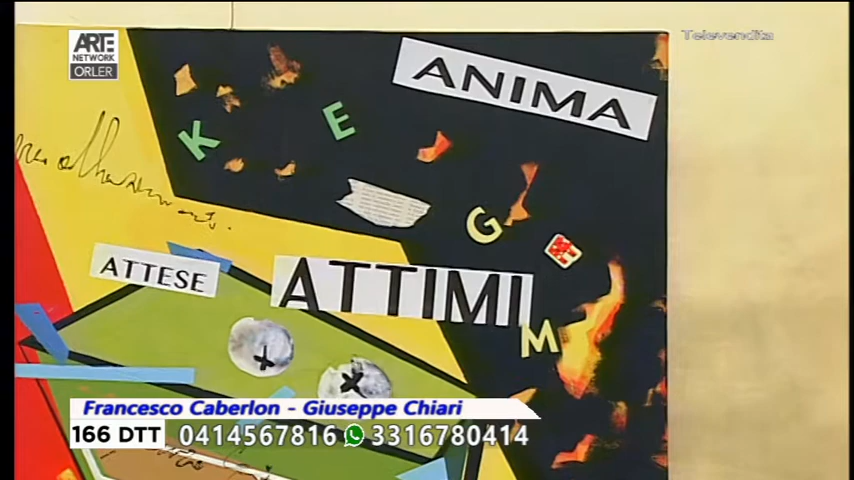 ARTE
NETWORK
ORLER
Televendita
ANIMA
K
E
G
ATTESE
ATTIMI
M
Francesco Caberlon - Giuseppe Chiari
166 DTT
0414567816 3316780414